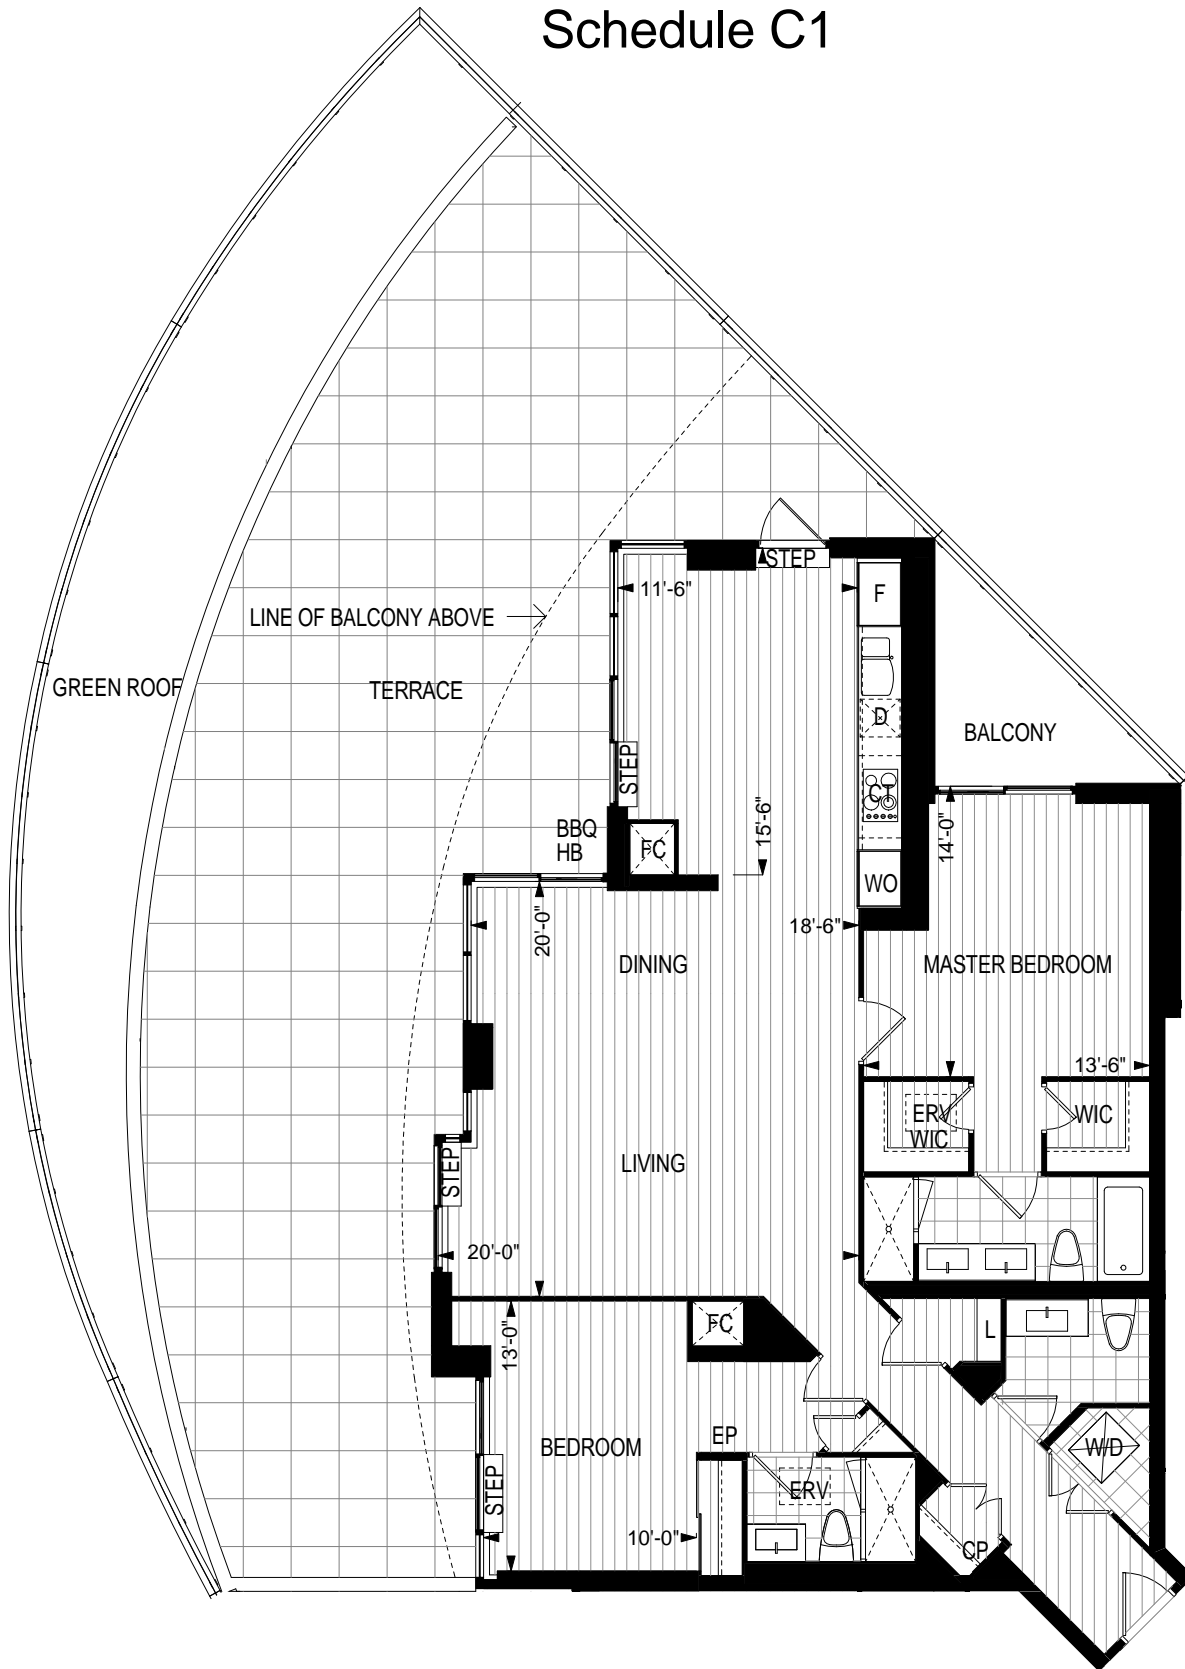 Schedule C1
STEP
11'-6"
F
LINE OF BALCONY ABOVE
GREEN ROOF
TERRACE
D
BALCONY
STEP
CT
BBQ
HB
FC
15'-6"
14'-0"
WO
20'-0"
18'-6"
DINING
MASTER BEDROOM
13'-6"
ERV
WIC
WIC
STEP
LIVING
20'-0"
FC
L
13'-0"
BEDROOM
EP
W/D
STEP
ERV
10'-0"
CP